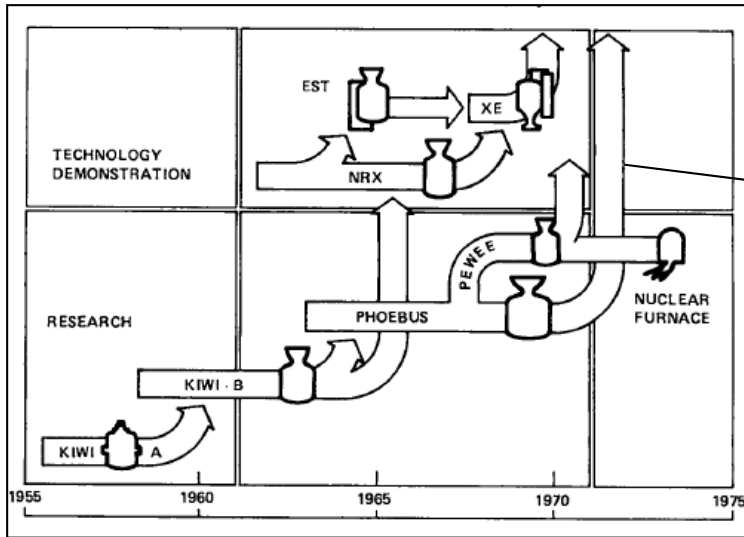 EST
XE
TECHNOLOGY
DEMONSTRATION
NRX
PEWEE
RESEARCH
PHOEBUS
NUCLEAR
FURNACE
KIWI - B
KIWI A
1955 1960 1965 1970 1975